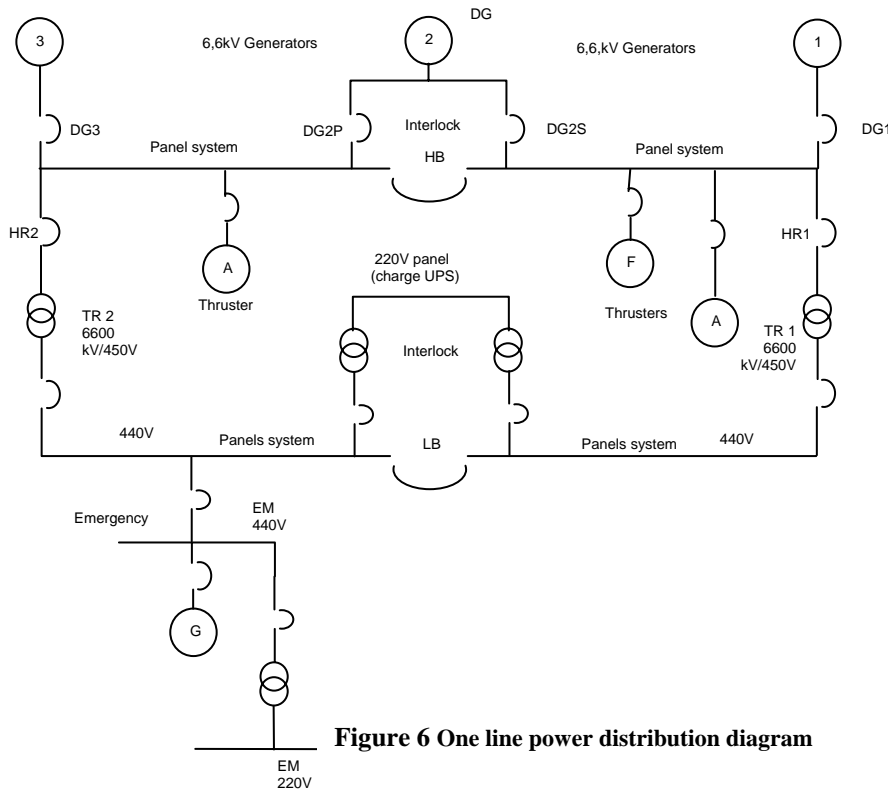 DG
3
6,6kV Generators
2
6,6,kV Generators
1
DG3
DG2P
Interlock
DG2S
DG1
Panel system
HB
Panel system
HR2
A
Thruster
220V panel
(charge UPS)
F
Thrusters
A
HR1
TR 2
6600
kV/450V
Interlock
TR 1
6600
kV/450V
440V
Panels system
LB
Panels system
440V
Emergency
EM
440V
G
Figure 6 One line power distribution diagram
EM
220V